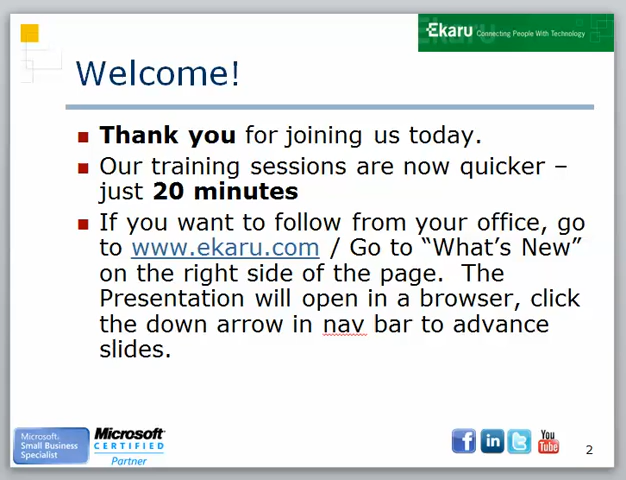 Ekaru Connecting People With Technology
Welcome!
Thank you for joining us today.
Our training sessions are now quicker –
just 20 minutes
If you want to follow from your office, go
to www.ekaru.com / Go to “What’s New”
on the right side of the page.  The
Presentation will open in a browser, click
the down arrow in nav bar to advance
slides.
Microsoft
Small Business
Specialist
Microsoft
CERTIFIED
Partner
f
in
t
You
Tube
2